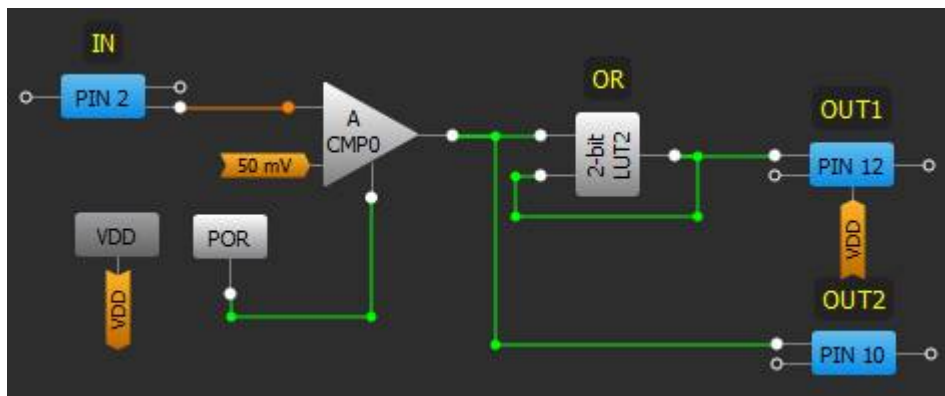 IN
PIN 2
A
CMP0
50 mV
VDD
VDD
POR
OR
2-bit
LUT2
OUT1
PIN 12
VDD
OUT2
PIN 10